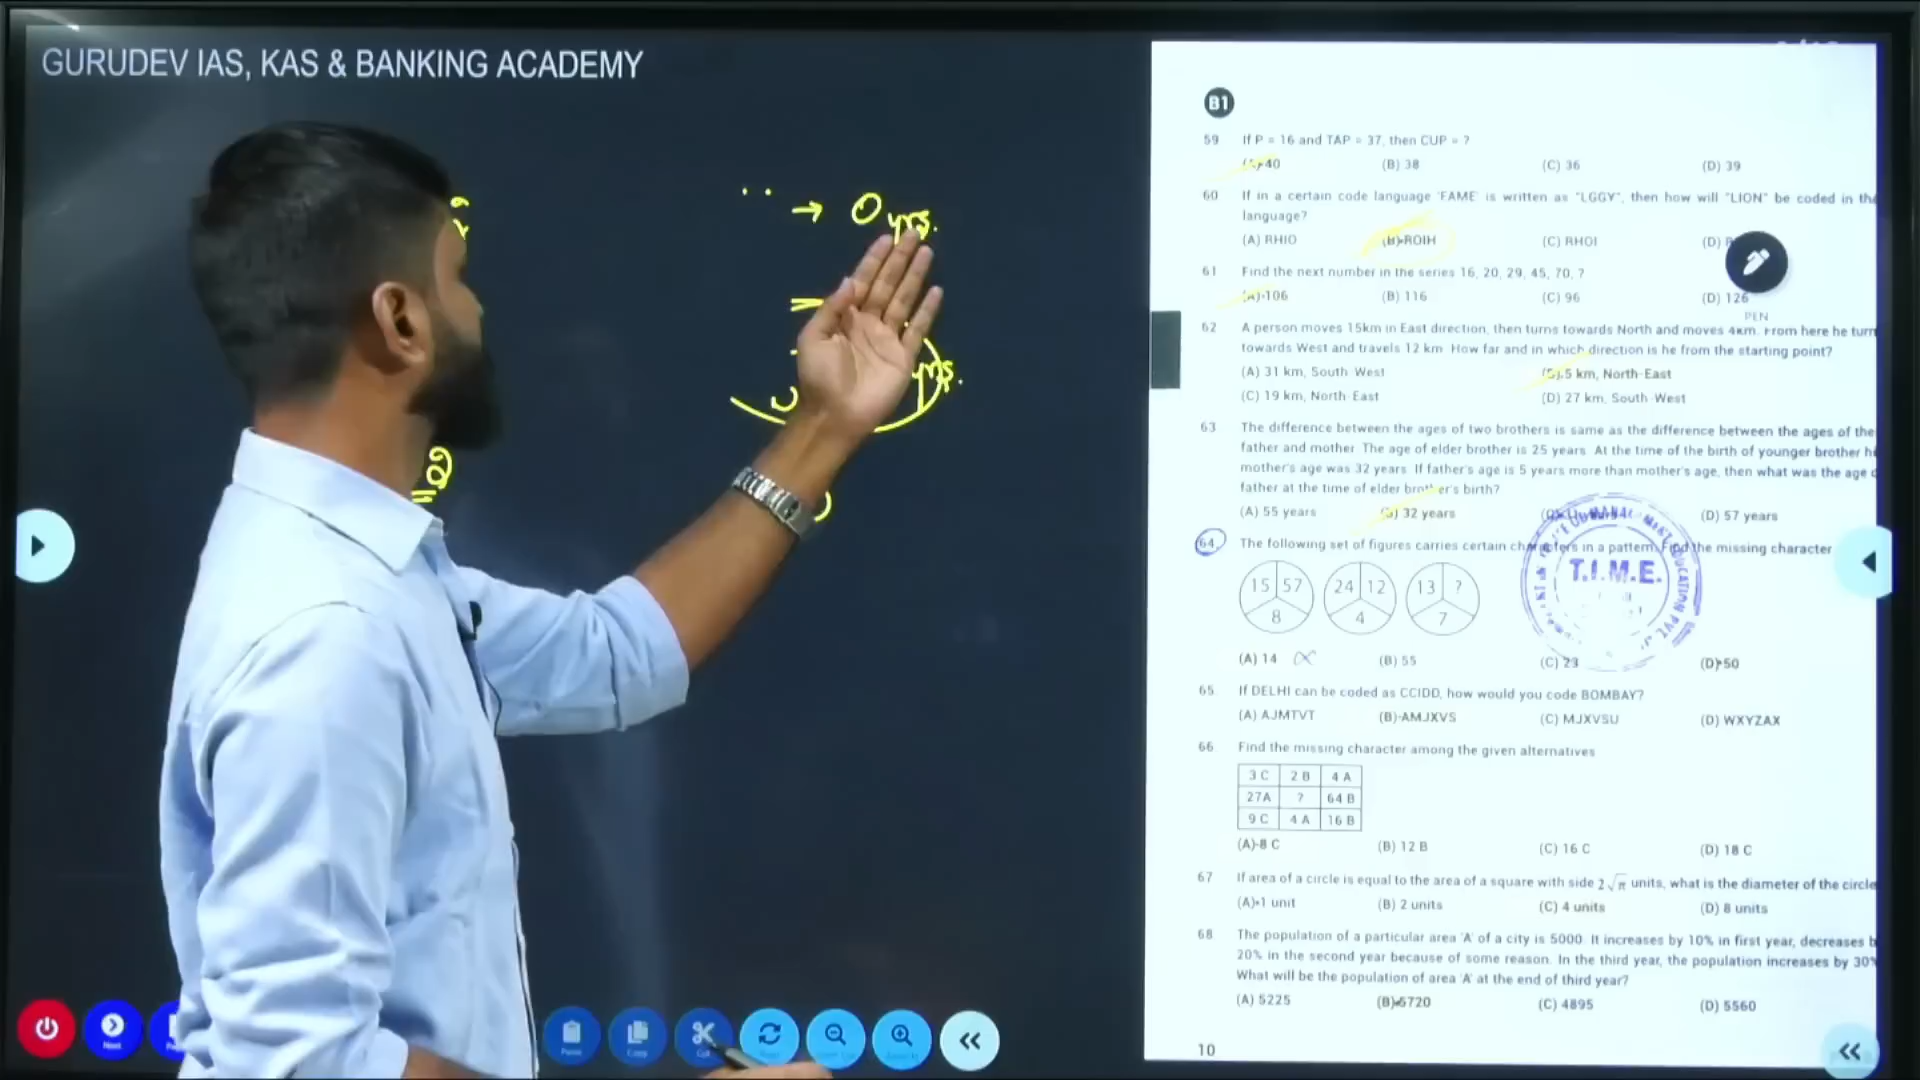 GURUDEV IAS, KAS & BANKING ACADEMY
→ 0 yrs.
yrs.
B1
59 If P = 16 and TAP = 37, then CUP = ?
(A) 40 (B) 38 (C) 36 (D) 39
60 If in a certain code language 'FAME' is written as "LGGY", then how will "LION" be coded in the
language?
(A) RHIO (B) ROIH (C) RHOI (D)
61 Find the next number in the series 16, 20, 29, 45, 70, ?
(A) 106 (B) 116 (C) 96 (D) 126
PEN
62 A person moves 15km in East direction, then turns towards North and moves 4km. From here he turn
towards West and travels 12 km. How far and in which direction is he from the starting point?
(A) 31 km, South-West (B) 5 km, North-East
(C) 19 km, North-East (D) 27 km, South-West
63 The difference between the ages of two brothers is same as the difference between the ages of the
father and mother. The age of elder brother is 25 years. At the time of the birth of younger brother hi
mother's age was 32 years. If father's age is 5 years more than mother's age, then what was the age o
father at the time of elder brother's birth?
(A) 55 years (B) 32 years (D) 57 years
64 The following set of figures carries certain characters in a pattern. Find the missing character
15 57 24 12 13 ?
8 4 7
T.I.M.E.
(A) 14 (B) 55 (C) 23 (D) 50
65. If DELHI can be coded as CCIDD, how would you code BOMBAY?
(A) AJMTVT (B) AMJXVS (C) MJXVSU (D) WXYZAX
66 Find the missing character among the given alternatives
3 C 2 B 4 A
27A ? 64 B
9 C 4 A 16 B
(A) 8 C (B) 12 B (C) 16 C (D) 18 C
67 If area of a circle is equal to the area of a square with side 2√π units, what is the diameter of the circle
(A) 1 unit (B) 2 units (C) 4 units (D) 8 units
68 The population of a particular area 'A' of a city is 5000. It increases by 10% in first year, decreases b
20% in the second year because of some reason. In the third year, the population increases by 30%
What will be the population of area 'A' at the end of third year?
(A) 5225 (B) 5720 (C) 4895 (D) 5560
10
Next
Paste Copy Cut